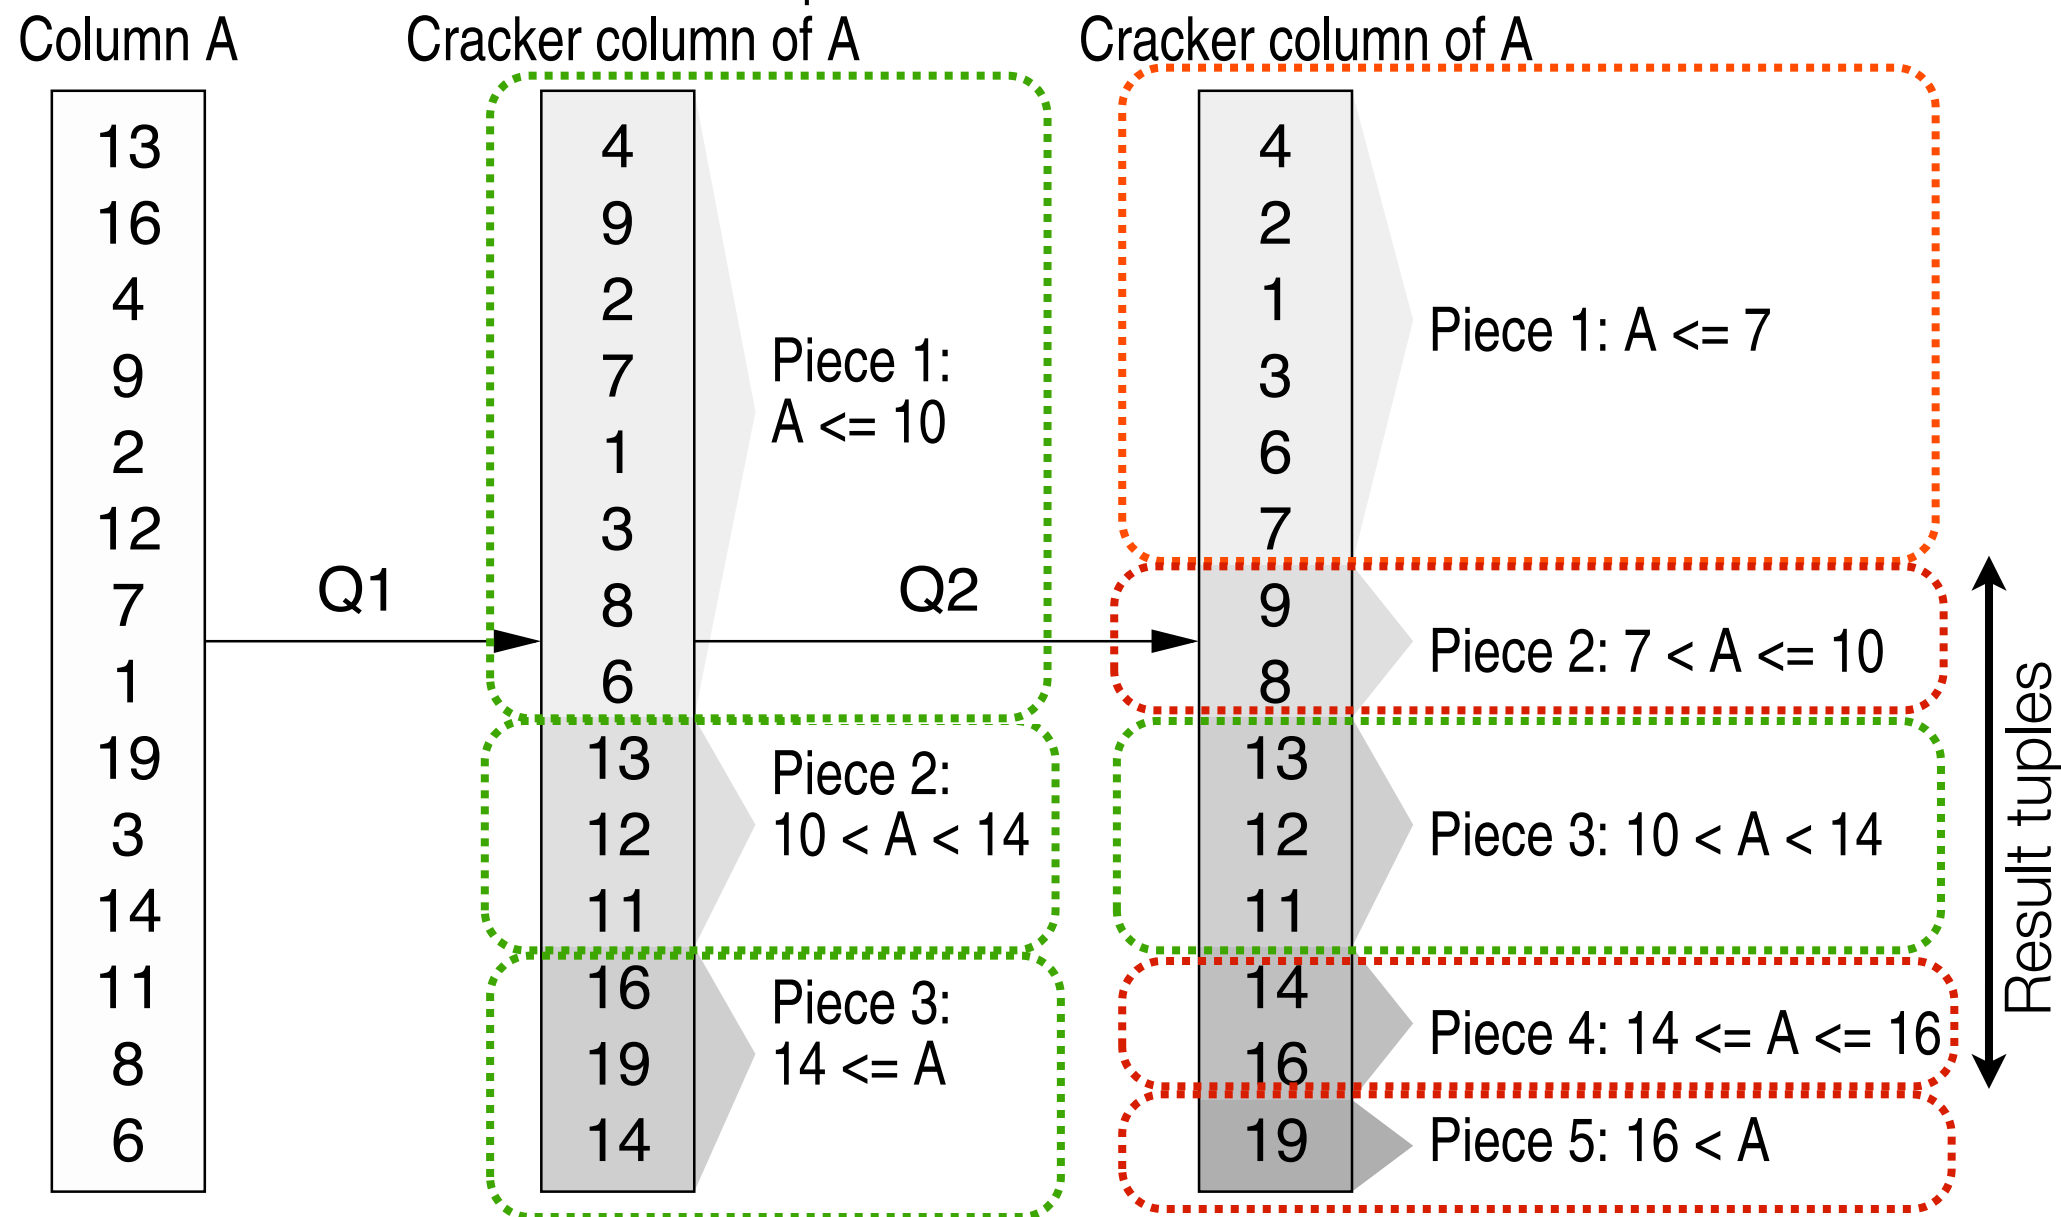 Column A
13
16
4
9
2
12
7
1
19
3
14
11
8
6
Q1
Cracker column of A
4
9
2
7
1
3
8
6
13
12
11
16
19
14
Piece 1:
A <= 10
Piece 2:
10 < A < 14
Piece 3:
14 <= A
Q2
Cracker column of A
4
2
1
3
6
7
9
8
13
12
11
14
16
19
Piece 1: A <= 7
Piece 2: 7 < A <= 10
Piece 3: 10 < A < 14
Piece 4: 14 <= A <= 16
Piece 5: 16 < A
Result tuples